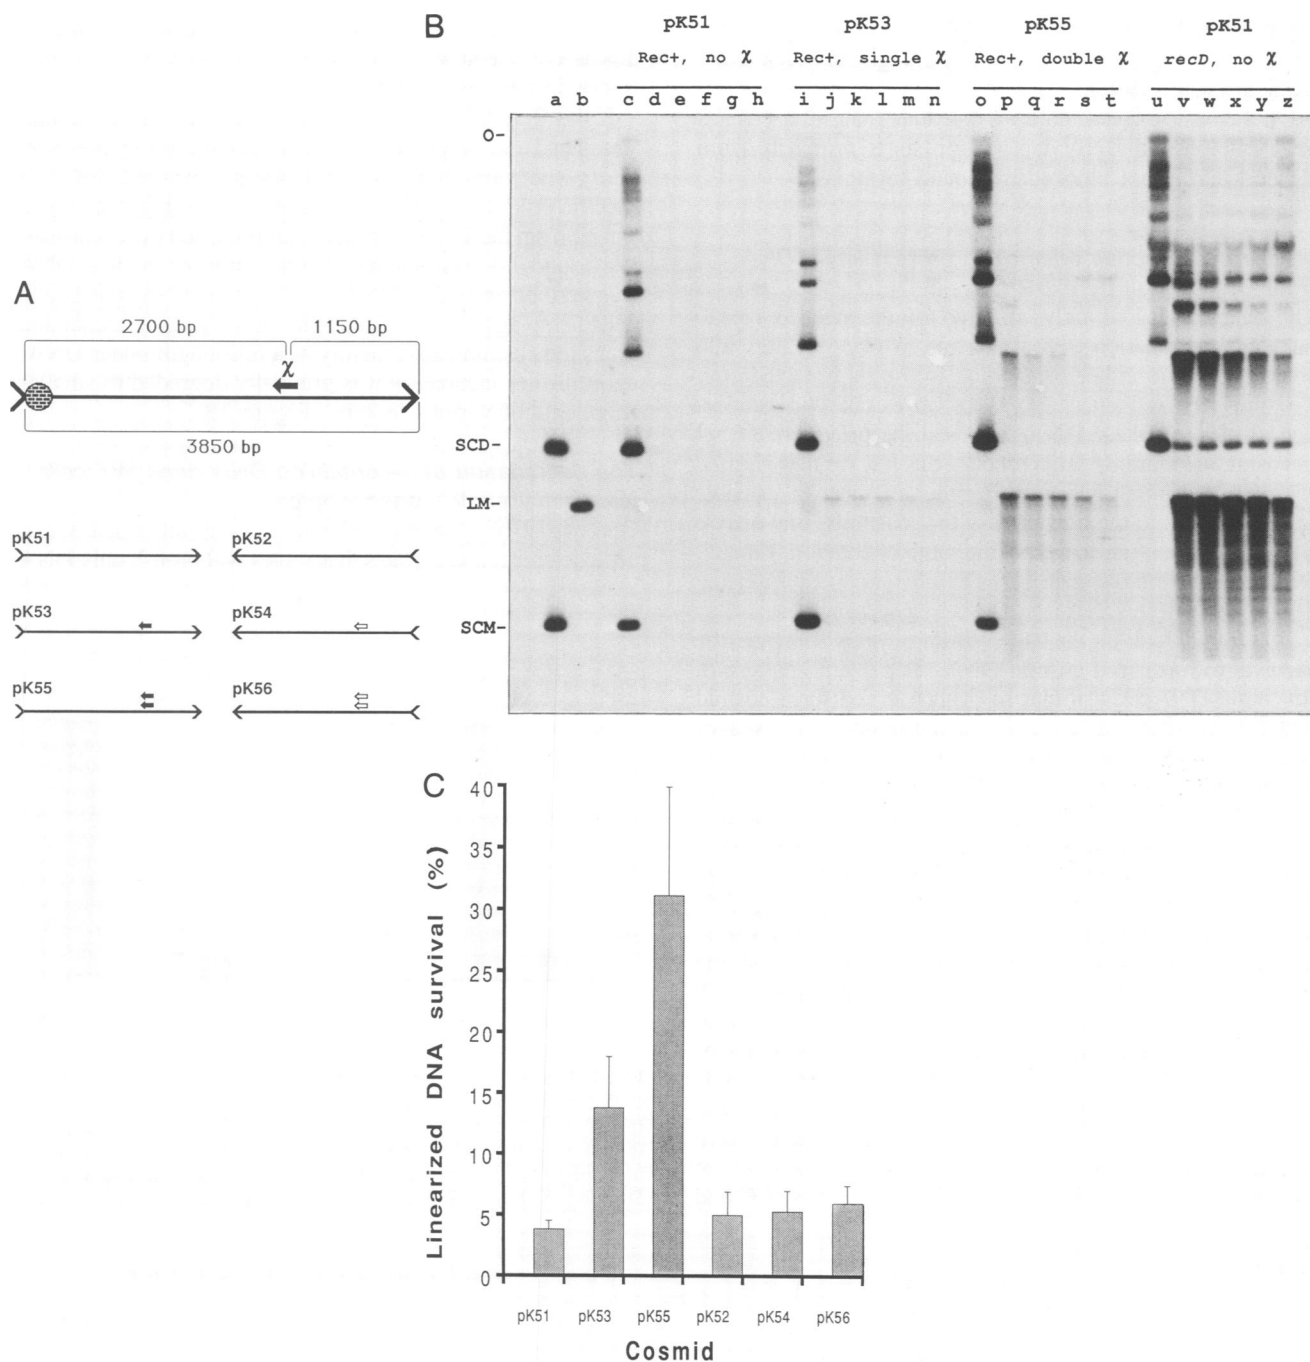 A
2700 bp
1150 bp
χ
3850 bp
pK51
pK52
pK53
pK54
pK55
pK56
B
pK51
pK53
pK55
pK51
Rec+, no χ
Rec+, single χ
Rec+, double χ
recD, no χ
a b c d e f g h i j k l m n o p q r s t u v w x y z
O-
SCD-
LM-
SCM-
C
Linearized DNA survival (%)
40
35
30
25
20
15
10
5
0
pK51 pK53 pK55 pK52 pK54 pK56
Cosmid